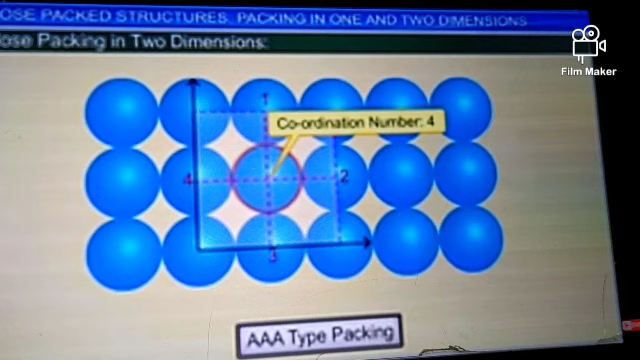 OSE PACKED STRUCTURES: PACKING IN ONE AND TWO DIMENSIONS
ose Packing in Two Dimensions:
Film Maker
1
Co-ordination Number: 4
4
2
3
AAA Type Packing